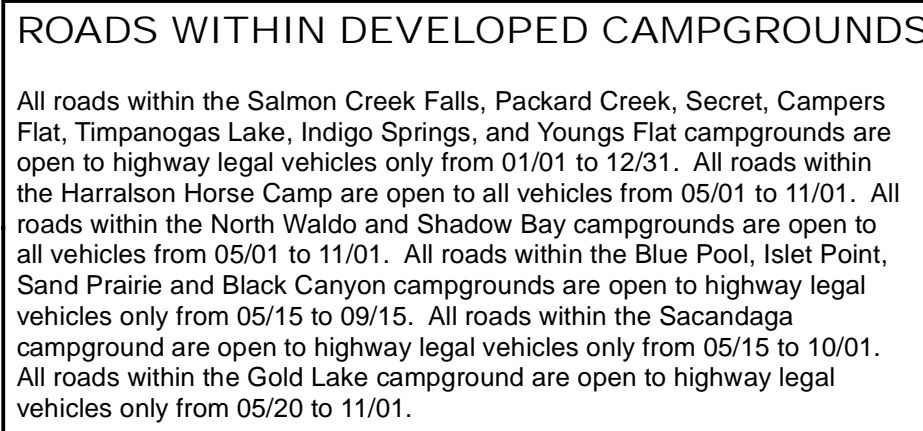 ROADS WITHIN DEVELOPED CAMPGROUNDS
All roads within the Salmon Creek Falls, Packard Creek, Secret, Campers
Flat, Timpanogas Lake, Indigo Springs, and Youngs Flat campgrounds are
open to highway legal vehicles only from 01/01 to 12/31.  All roads within
the Harralson Horse Camp are open to all vehicles from 05/01 to 11/01.  All
roads within the North Waldo and Shadow Bay campgrounds are open to
all vehicles from 05/01 to 11/01.  All roads within the Blue Pool, Islet Point,
Sand Prairie and Black Canyon campgrounds are open to highway legal
vehicles only from 05/15 to 09/15.  All roads within the Sacandaga
campground are open to highway legal vehicles only from 05/15 to 10/01.
All roads within the Gold Lake campground are open to highway legal
vehicles only from 05/20 to 11/01.